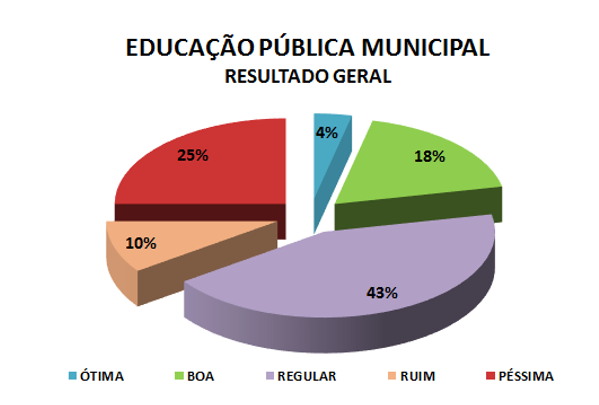 EDUCAÇÃO PÚBLICA MUNICIPAL
RESULTADO GERAL
4%
18%
25%
10%
43%
ÓTIMA BOA REGULAR RUIM PÉSSIMA